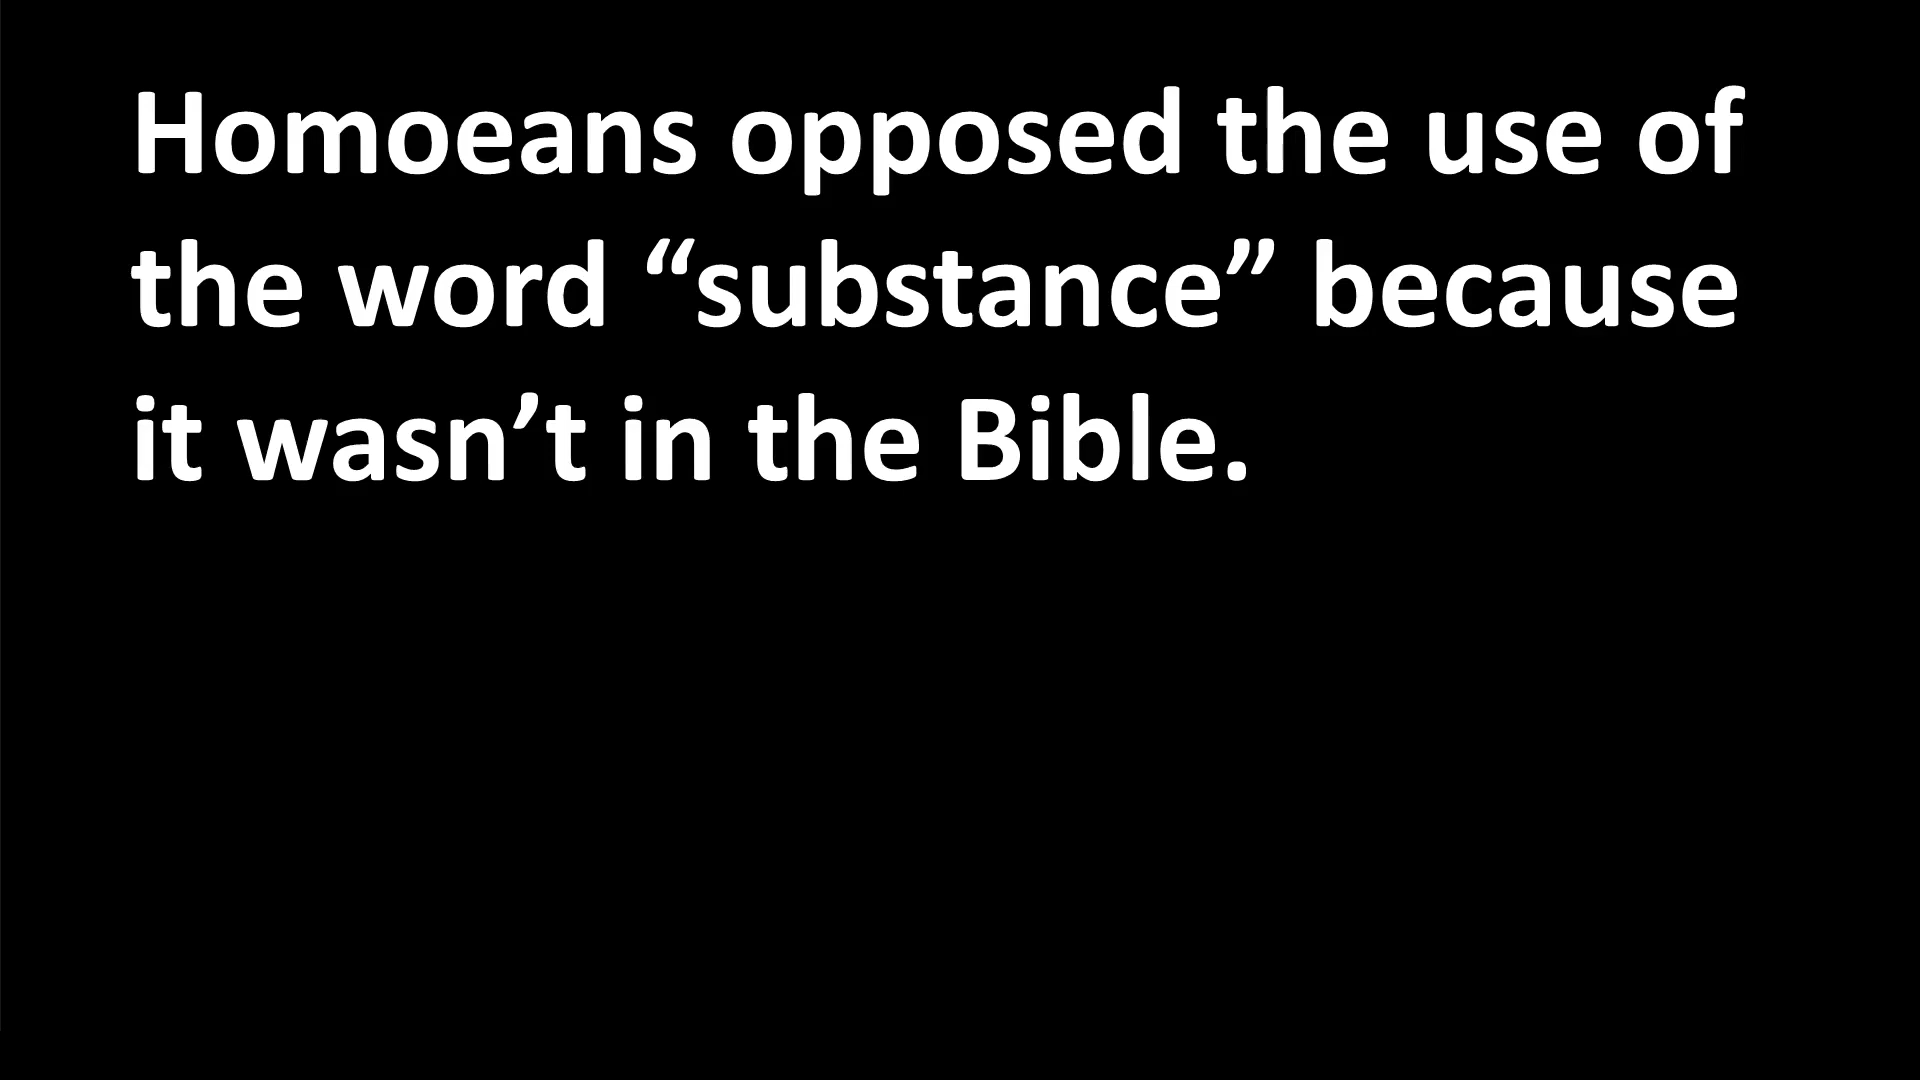 Homoeans opposed the use of
the word “substance” because
it wasn’t in the Bible.